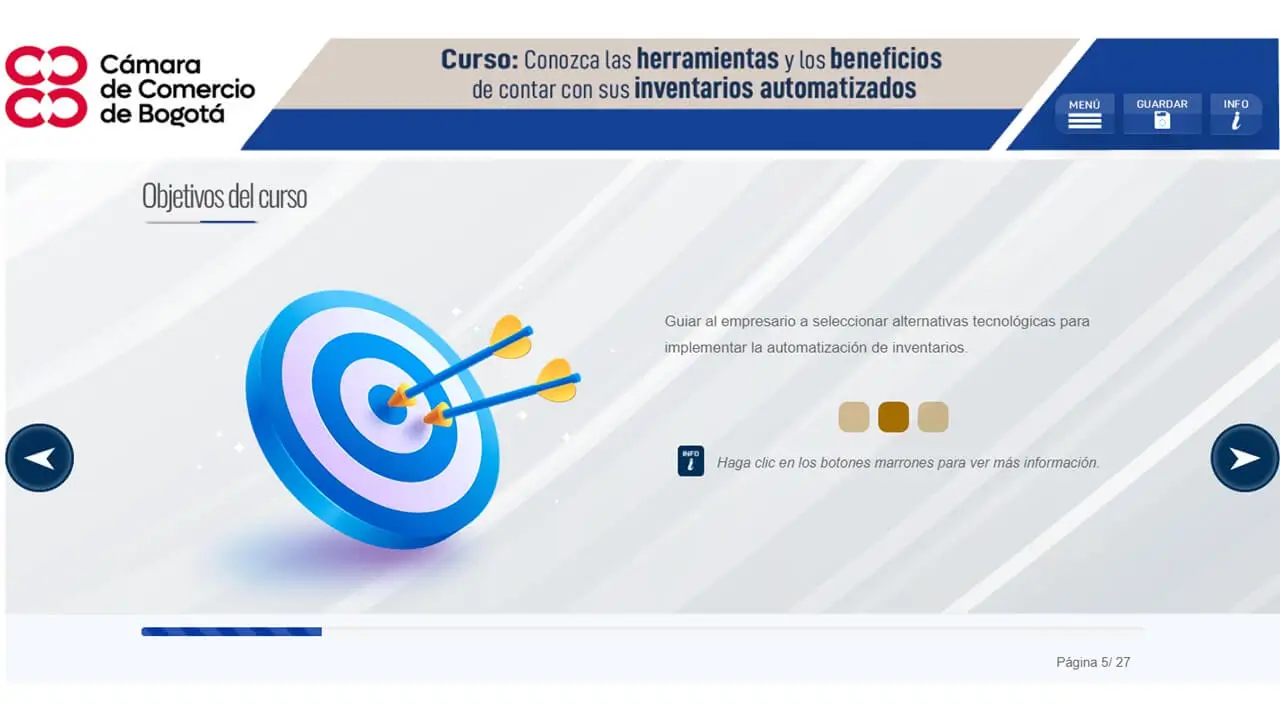 Cámara
de Comercio
de Bogotá
Curso: Conozca las herramientas y los beneficios
de contar con sus inventarios automatizados
MENÚ
GUARDAR
INFO
i
Objetivos del curso
Guiar al empresario a seleccionar alternativas tecnológicas para
implementar la automatización de inventarios.
INFO
i
Haga clic en los botones marrones para ver más información.
Página 5/ 27